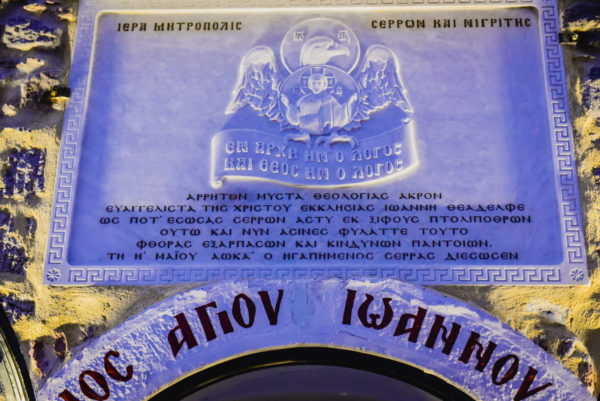 ΙΕΡΑ ΜΗΤΡΟΠΟΛΙΣ ΣΕΡΡΩΝ ΚΑΙ ΝΙΓΡΙΤΗΣ
ΕΝ ΑΡΧΗ ΗΝ Ο ΛΟΓΟΣ
ΚΑΙ ΘΕΟΣ ΗΝ Ο ΛΟΓΟΣ
ΑΡΡΗΤΩΝ ΜΥΣΤΑ ΘΕΟΛΟΓΙΑΣ ΑΚΡΟΝ
ΕΥΑΓΓΕΛΙΣΤΑ ΤΗΣ ΧΡΙΣΤΟΥ ΕΚΚΛΗΣΙΑΣ ΙΩΑΝΝΗ ΘΕΑΔΕΛΦΕ
ΩΣ ΠΟΤ' ΕΣΩΣΑΣ ΣΕΡΡΩΝ ΑΣΤΥ ΕΚ ΞΙΦΟΥΣ ΠΤΟΛΙΠΟΘΡΩΝ
ΟΥΤΩ ΚΑΙ ΝΥΝ ΑΣΙΝΕΣ ΦΥΛΑΤΤΕ ΤΟΥΤΟ
ΦΘΟΡΑΣ ΕΞΑΡΠΑΣΩΝ ΚΑΙ ΚΙΝΔΥΝΩΝ ΠΑΝΤΟΙΩΝ.
ΤΗ Η' ΜΑΪΟΥ ΑΩΚΑ' Ο ΗΓΑΠΗΜΕΝΟΣ ΣΕΡΡΑΣ ΔΙΕΣΩΣΕΝ
ΑΓΙΟΥ ΙΩΑΝΝΟΥ